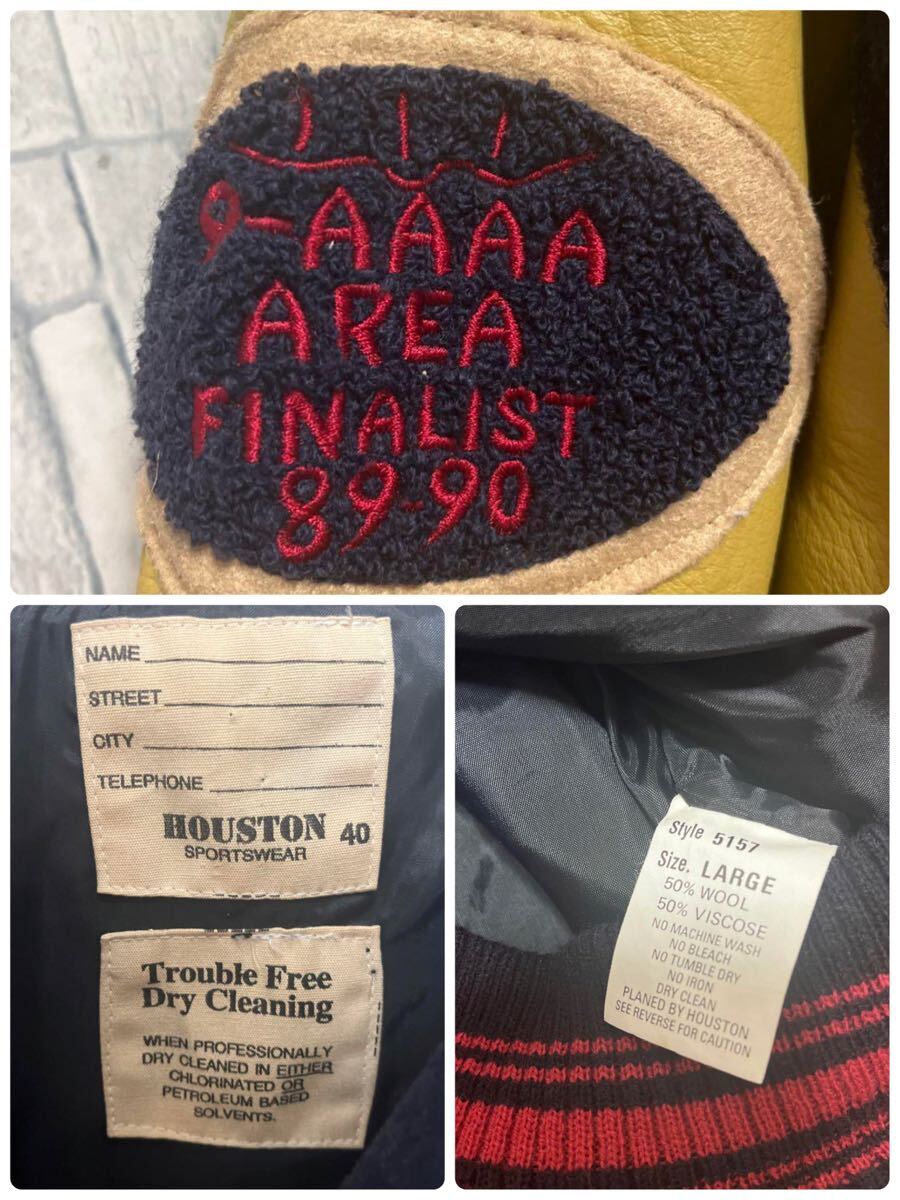 9-AAAA
AREA
FINALIST
89-90
NAME
STREET
CITY
TELEPHONE
HOUSTON 40
SPORTSWEAR
Trouble Free
Dry Cleaning
WHEN PROFESSIONALLY
DRY CLEANED IN EITHER
CHLORINATED OR
PETROLEUM BASED
SOLVENTS.
Style 5157
Size. LARGE
50% WOOL
50% VISCOSE
NO MACHINE WASH
NO BLEACH
NO TUMBLE DRY
NO IRON
DRY CLEAN
PLANED BY HOUSTON
SEE REVERSE FOR CAUTION